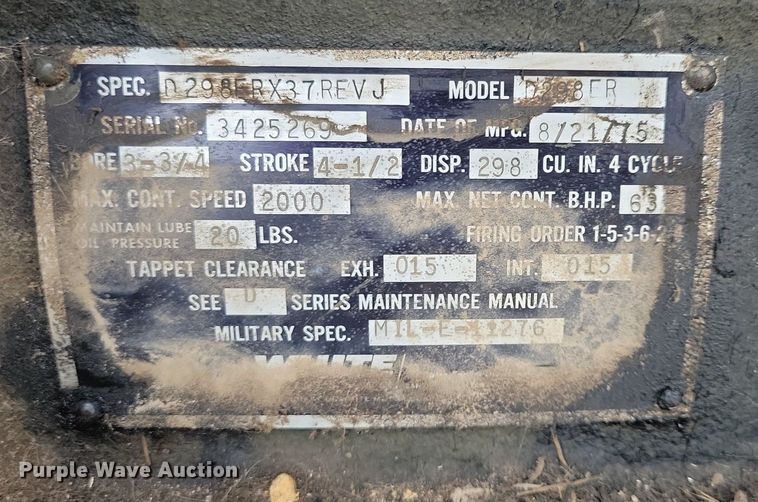 SPEC. D298ERX37REVJ MODEL D298ER
SERIAL No. 3425269 DATE OF MFG. 8/21/75
BORE 3-3/4 STROKE 4-1/2 DISP. 298 CU. IN. 4 CYCLE
MAX. CONT. SPEED 2000 MAX. NET CONT. B.H.P. 63
MAINTAIN LUBE OIL PRESSURE 20 LBS. FIRING ORDER 1-5-3-6-2-4
TAPPET CLEARANCE EXH. 015 INT. 015
SEE D SERIES MAINTENANCE MANUAL
MILITARY SPEC. MIL-E-11276
WHITE
Purple Wave Auction